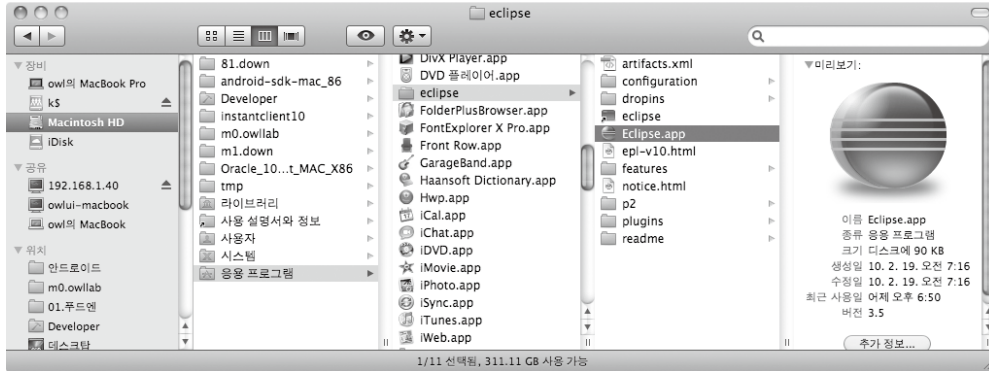 eclipse
▼장비
owl의 MacBook Pro
k$
Macintosh HD
iDisk
▼공유
192.168.1.40
owlui-macbook
owl의 MacBook
▼위치
안드로이드
m0.owllab
01.푸드엔
Developer
데스크탑
81.down
android-sdk-mac_86
Developer
instantclient10
m0.owllab
m1.down
Oracle_10...t_MAC_X86
tmp
라이브러리
사용 설명서와 정보
사용자
시스템
응용 프로그램
DivX Player.app
DVD 플레이어.app
eclipse
FolderPlusBrowser.app
FontExplorer X Pro.app
Front Row.app
GarageBand.app
Haansoft Dictionary.app
Hwp.app
iCal.app
iChat.app
iDVD.app
iMovie.app
iPhoto.app
iSync.app
iTunes.app
iWeb.app
artifacts.xml
configuration
dropins
eclipse
Eclipse.app
epl-v10.html
features
notice.html
p2
plugins
readme
▼미리보기:
이름 Eclipse.app
종류 응용 프로그램
크기 디스크에 90 KB
생성일 10. 2. 19. 오전 7:16
수정일 10. 2. 19. 오전 7:16
최근 사용일 어제 오후 6:50
버전 3.5
추가 정보...
1/11 선택됨, 311.11 GB 사용 가능